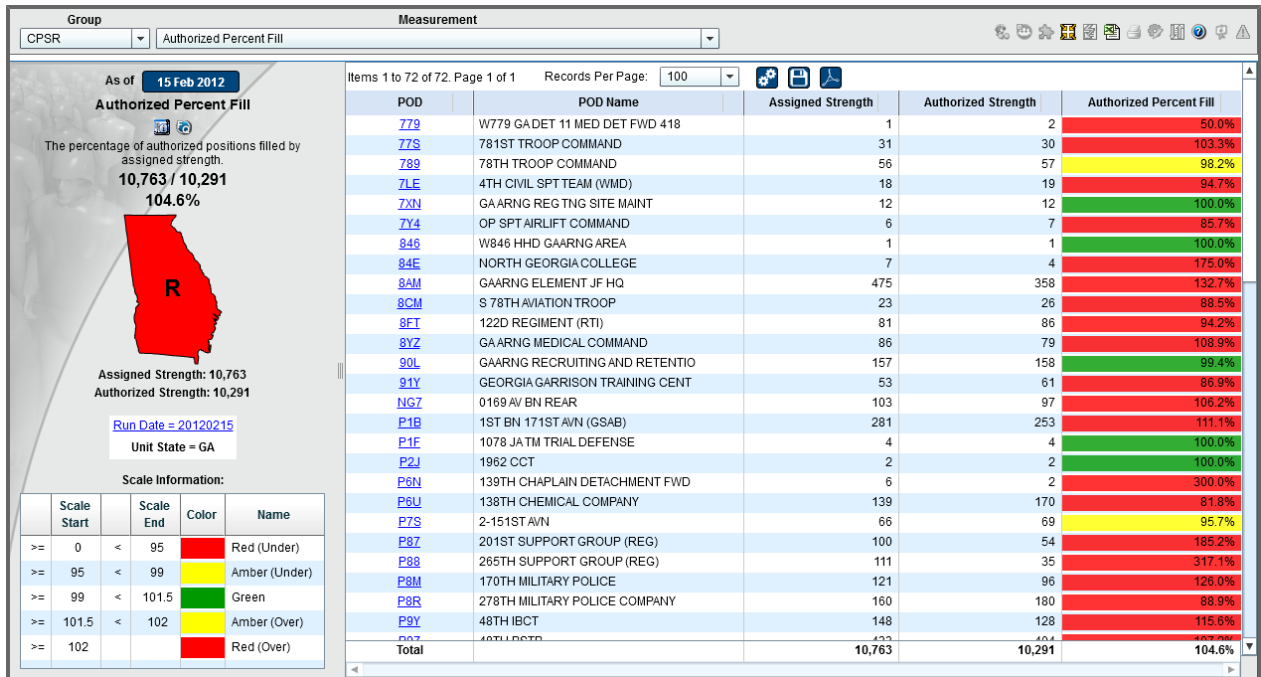 Group Measurement
CPSR Authorized Percent Fill
As of 15 Feb 2012
Authorized Percent Fill
The percentage of authorized positions filled by
assigned strength.
10,763 / 10,291
104.6%
R
Assigned Strength: 10,763
Authorized Strength: 10,291
Run Date = 20120215
Unit State = GA
Scale Information:
Scale Start Scale End Color Name
>= 0 < 95 Red (Under)
>= 95 < 99 Amber (Under)
>= 99 < 101.5 Green
>= 101.5 < 102 Amber (Over)
>= 102 Red (Over)
Items 1 to 72 of 72. Page 1 of 1 Records Per Page: 100
POD POD Name Assigned Strength Authorized Strength Authorized Percent Fill
779 W779 GA DET 11 MED DET FWD 418 1 2 50.0%
77S 781ST TROOP COMMAND 31 30 103.3%
789 78TH TROOP COMMAND 56 57 98.2%
7LE 4TH CIVIL SPT TEAM (WMD) 18 19 94.7%
7XN GA ARNG REG TNG SITE MAINT 12 12 100.0%
7Y4 OP SPT AIRLIFT COMMAND 6 7 85.7%
846 W846 HHD GAARNG AREA 1 1 100.0%
84E NORTH GEORGIA COLLEGE 7 4 175.0%
8AM GAARNG ELEMENT JF HQ 475 358 132.7%
8CM S 78TH AVIATION TROOP 23 26 88.5%
8FT 122D REGIMENT (RTI) 81 86 94.2%
8YZ GA ARNG MEDICAL COMMAND 86 79 108.9%
90L GAARNG RECRUITING AND RETENTIO 157 158 99.4%
91Y GEORGIA GARRISON TRAINING CENT 53 61 86.9%
NG7 0169 AV BN REAR 103 97 106.2%
P1B 1ST BN 171ST AVN (GSAB) 281 253 111.1%
P1F 1078 JA TM TRIAL DEFENSE 4 4 100.0%
P2J 1962 CCT 2 2 100.0%
P6N 139TH CHAPLAIN DETACHMENT FWD 6 2 300.0%
P6U 138TH CHEMICAL COMPANY 139 170 81.8%
P7S 2-151ST AVN 66 69 95.7%
P87 201ST SUPPORT GROUP (REG) 100 54 185.2%
P88 265TH SUPPORT GROUP (REG) 111 35 317.1%
P8M 170TH MILITARY POLICE 121 96 126.0%
P8R 278TH MILITARY POLICE COMPANY 160 180 88.9%
P9Y 48TH IBCT 148 128 115.6%
Total 10,763 10,291 104.6%